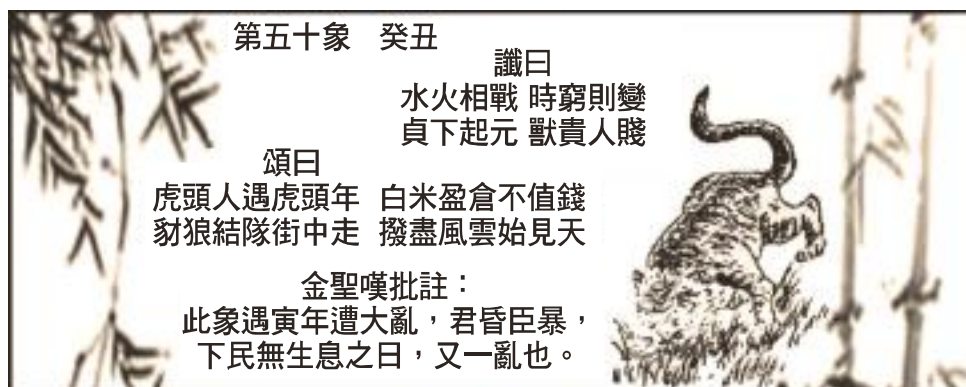 第五十象 癸丑
讖曰
水火相戰 時窮則變
貞下起元 獸貴人賤
頌曰
虎頭人遇虎頭年 白米盈倉不值錢
豺狼結隊街中走 撥盡風雲始見天
金聖嘆批註：
此象遇寅年遭大亂，君昏臣暴，
下民無生息之日，又一亂也。